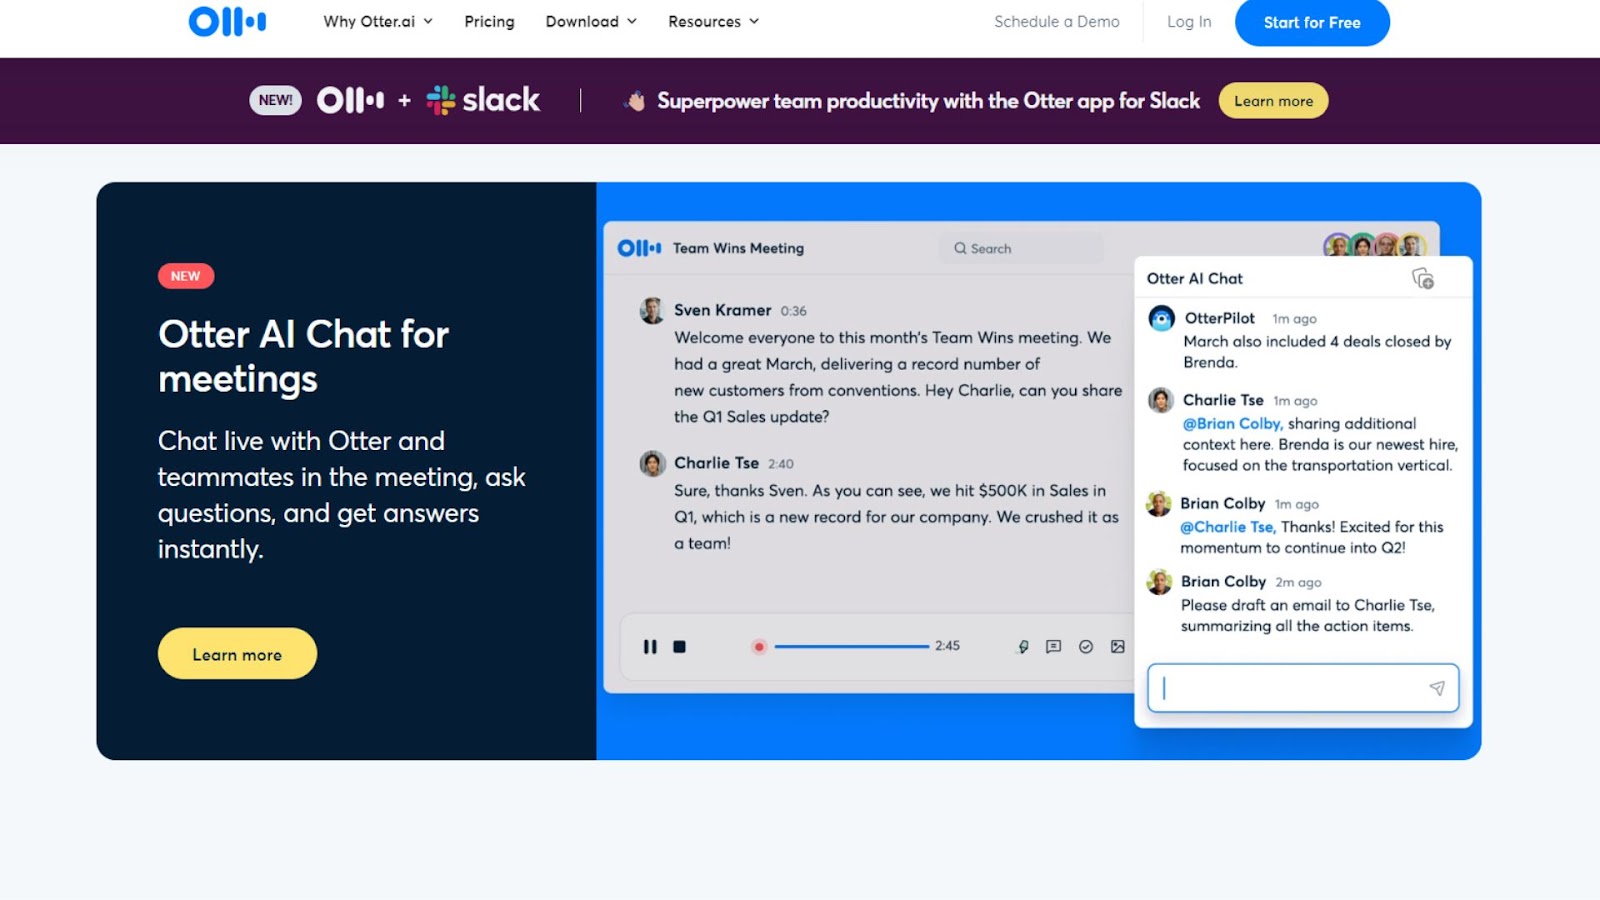 Why Otter.ai
Pricing
Download
Resources
Schedule a Demo
Log In
Start for Free
NEW!
+
slack
Superpower team productivity with the Otter app for Slack
Learn more
NEW
Otter AI Chat for
meetings
Chat live with Otter and
teammates in the meeting, ask
questions, and get answers
instantly.
Learn more
Team Wins Meeting
Search
Sven Kramer 0:36
Welcome everyone to this month's Team Wins meeting. We
had a great March, delivering a record number of
new customers from conventions. Hey Charlie, can you share
the Q1 Sales update?
Charlie Tse 2:40
Sure, thanks Sven. As you can see, we hit $500K in Sales in
Q1, which is a new record for our company. We crushed it as
a team!
2:45
Otter AI Chat
OtterPilot 1m ago
March also included 4 deals closed by
Brenda.
Charlie Tse 1m ago
@Brian Colby, sharing additional
context here. Brenda is our newest hire,
focused on the transportation vertical.
Brian Colby 1m ago
@Charlie Tse, Thanks! Excited for this
momentum to continue into Q2!
Brian Colby 2m ago
Please draft an email to Charlie Tse,
summarizing all the action items.